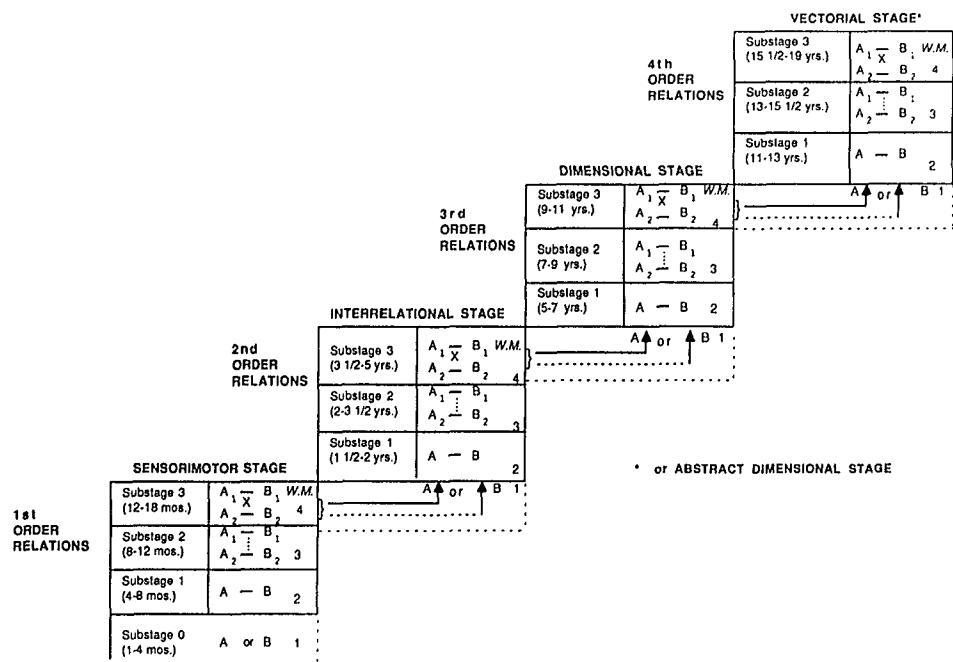 VECTORIAL STAGE*
4th
ORDER
RELATIONS
Substage 3
(15 1/2-19 yrs.)
A1 — B1 W.M.
X
A2 — B2 4
Substage 2
(13-15 1/2 yrs.)
A1 — B1
A2 — B2 3
Substage 1
(11-13 yrs.)
A — B
2
A or B 1
DIMENSIONAL STAGE
3rd
ORDER
RELATIONS
Substage 3
(9-11 yrs.)
A1 — B1 W.M.
X
A2 — B2 4
Substage 2
(7-9 yrs.)
A1 — B1
A2 — B2 3
Substage 1
(5-7 yrs.)
A — B 2
A or B 1
INTERRELATIONAL STAGE
2nd
ORDER
RELATIONS
Substage 3
(3 1/2-5 yrs.)
A1 — B1 W.M.
X
A2 — B2 4
Substage 2
(2-3 1/2 yrs.)
A1 — B1
A2 — B2 3
Substage 1
(1 1/2-2 yrs.)
A — B
2
A or B 1
* or ABSTRACT DIMENSIONAL STAGE
SENSORIMOTOR STAGE
1st
ORDER
RELATIONS
Substage 3
(12-18 mos.)
A1 — B1 W.M.
X
A2 — B2 4
Substage 2
(8-12 mos.)
A1 — B1
A2 — B2 3
Substage 1
(4-8 mos.)
A — B 2
Substage 0
(1-4 mos.)
A or B 1